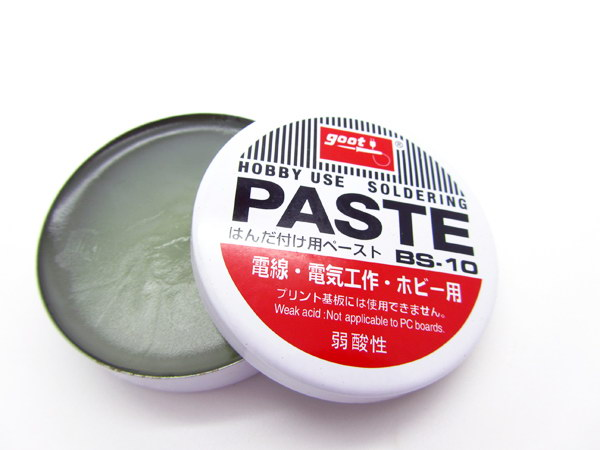 goot ®
HOBBY USE SOLDERING
PASTE
はんだ付け用ペースト BS-10
電線・電気工作・ホビー用
プリント基板には使用できません。
Weak acid :Not applicable to PC boards.
弱酸性